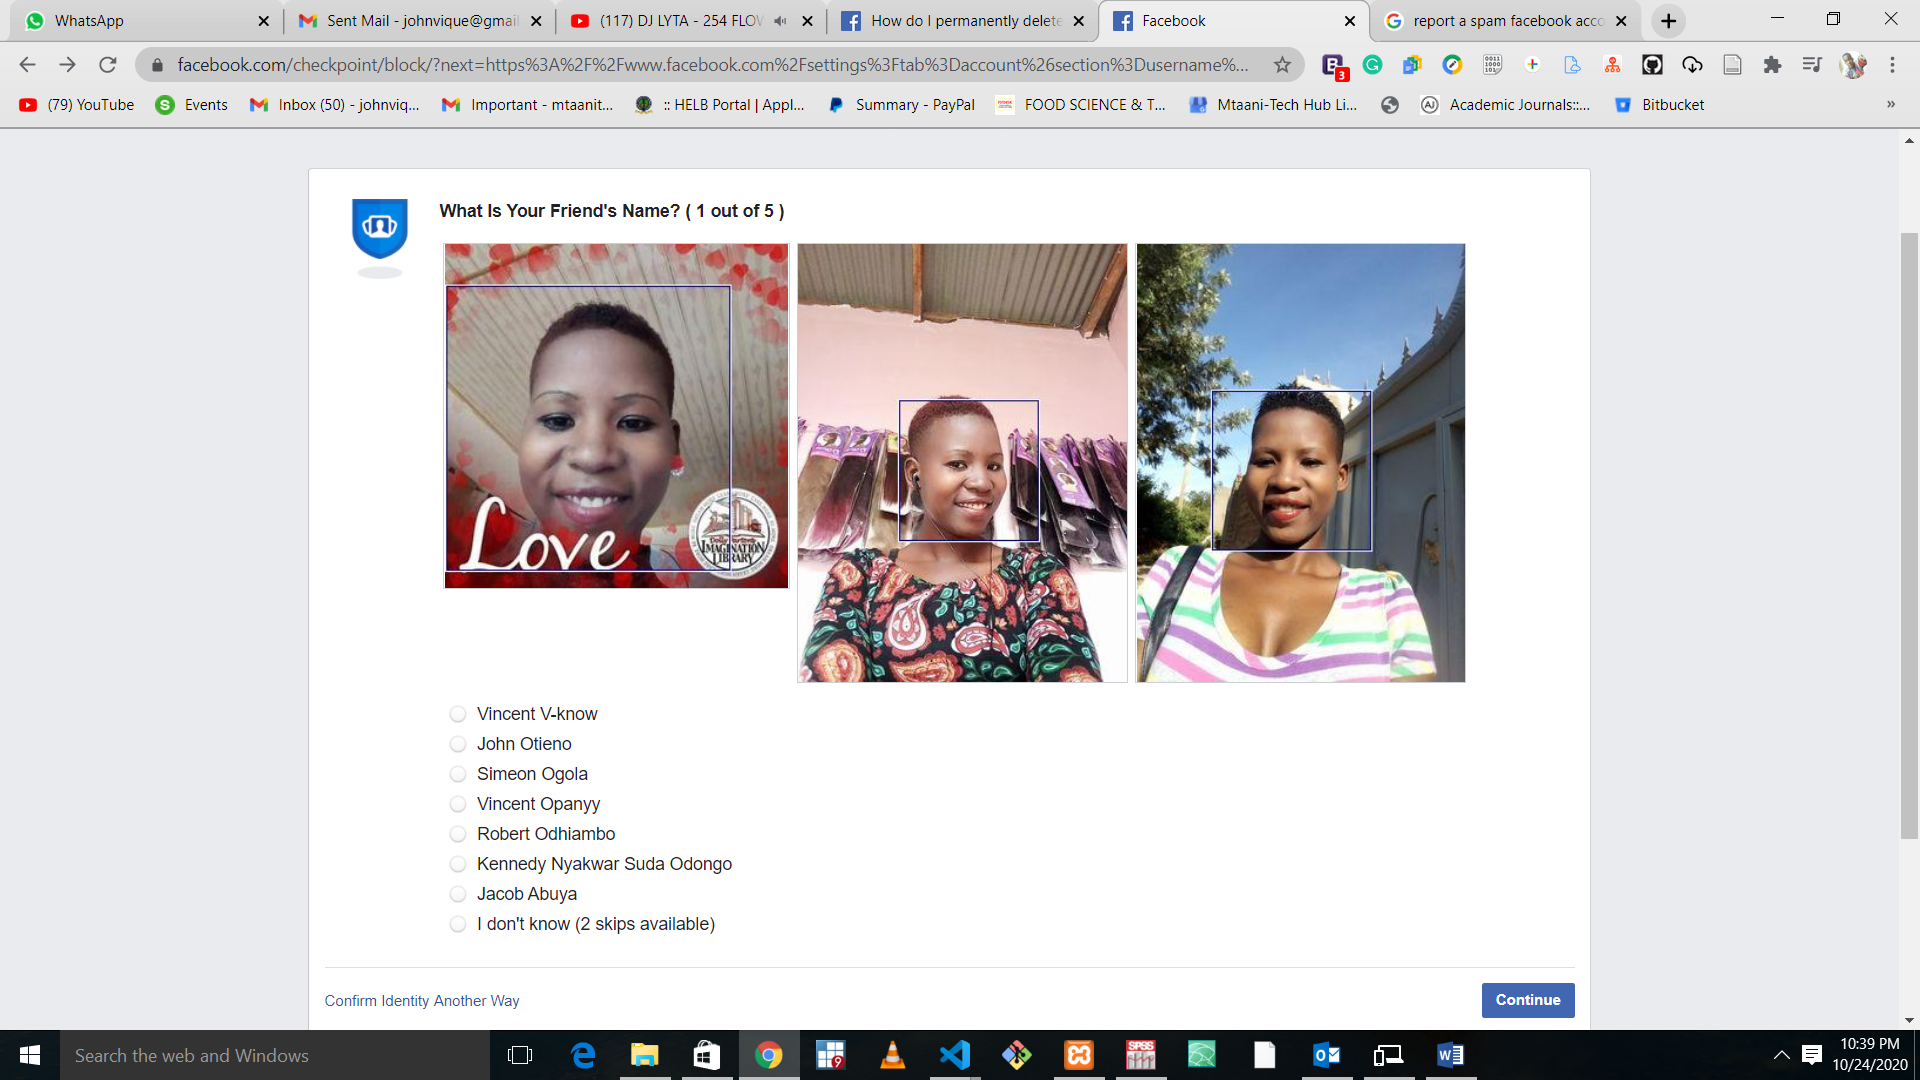 WhatsApp
Sent Mail - johnvique@gmail
(117) DJ LYTA - 254 FLOW
How do I permanently delete
Facebook
report a spam facebook acco
facebook.com/checkpoint/block/?next=https%3A%2F%2Fwww.facebook.com%2Fsettings%3Ftab%3Daccount%26section%3Dusername%...
3
(79) YouTube
Events
Inbox (50) - johnviq...
Important - mtaanit...
:: HELB Portal | Appl...
Summary - PayPal
FOOD SCIENCE & T...
Mtaani-Tech Hub Li...
Academic Journals::...
Bitbucket
»
What Is Your Friend's Name? ( 1 out of 5 )
Love
IMAGINATION
LIBRARY
Vincent V-know
John Otieno
Simeon Ogola
Vincent Opanyy
Robert Odhiambo
Kennedy Nyakwar Suda Odongo
Jacob Abuya
I don't know (2 skips available)
Confirm Identity Another Way
Continue
Search the web and Windows
10:39 PM
10/24/2020